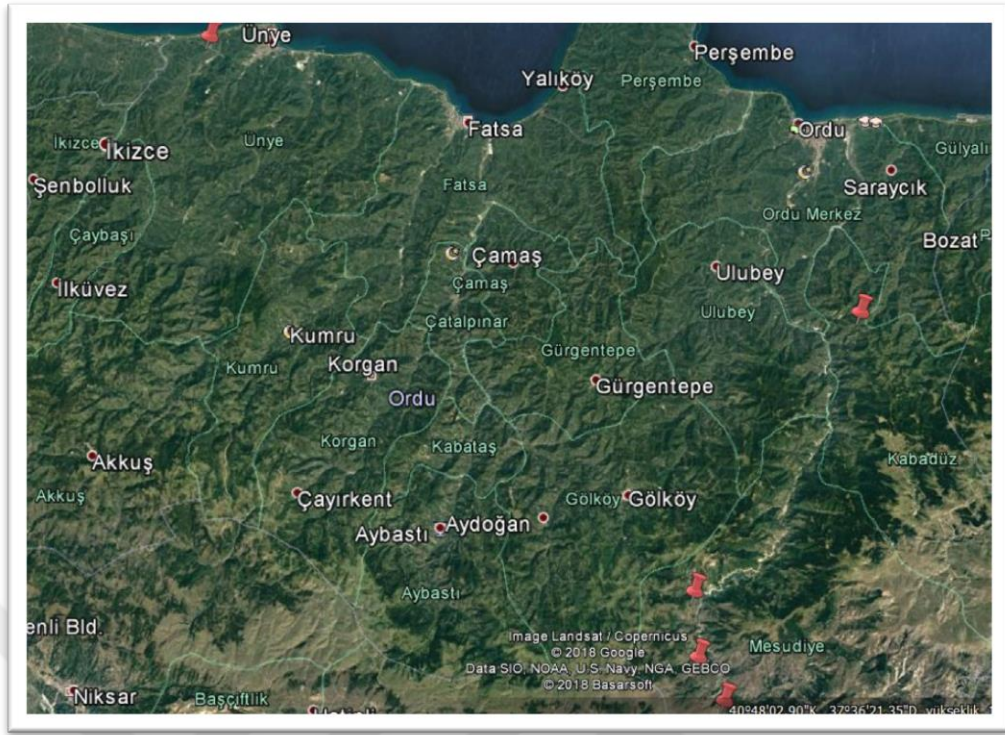 Ünye
Perşembe
Yalıköy
Perşembe
Fatsa
Ordu
İkizce
İkizce
Ünye
Gülyalı
Şenbolluk
Fatsa
Saraycık
Çaybaşı
Ordu Merkez
Bozat
Çamaş
Ulubey
Çamaş
İlküvez
Çatalpınar
Ulubey
Kumru
Gürgentepe
Korgan
Kumru
Gürgentepe
Ordu
Korgan
Kabataş
Akkuş
Kabadüz
Akkuş
Çayırkent
Gölköy
Gölköy
Aybastı
Aydoğan
Aybastı
enli Bld.
Image Landsat / Copernicus
© 2018 Google
Mesudiye
Data SIO, NOAA, U.S. Navy, NGA, GEBCO
© 2018 Basarsoft
Niksar
Başçiftlik
40°48'02.90"K 37°36'21.35"D yükseklik